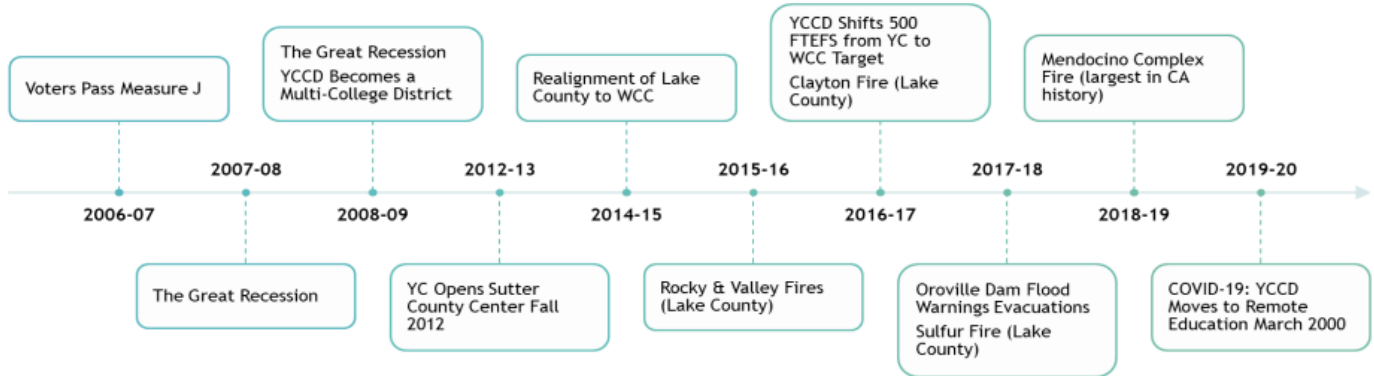 Voters Pass Measure J
The Great Recession
YCCD Becomes a
Multi-College District
Realignment of Lake
County to WCC
YCCD Shifts 500
FTEFS from YC to
WCC Target
Clayton Fire (Lake
County)
Mendocino Complex
Fire (largest in CA
history)
2007-08
2012-13
2015-16
2017-18
2019-20
2006-07
2008-09
2014-15
2016-17
2018-19
The Great Recession
YC Opens Sutter
County Center Fall
2012
Rocky & Valley Fires
(Lake County)
Oroville Dam Flood
Warnings Evacuations
Sulfur Fire (Lake
County)
COVID-19: YCCD
Moves to Remote
Education March 2000